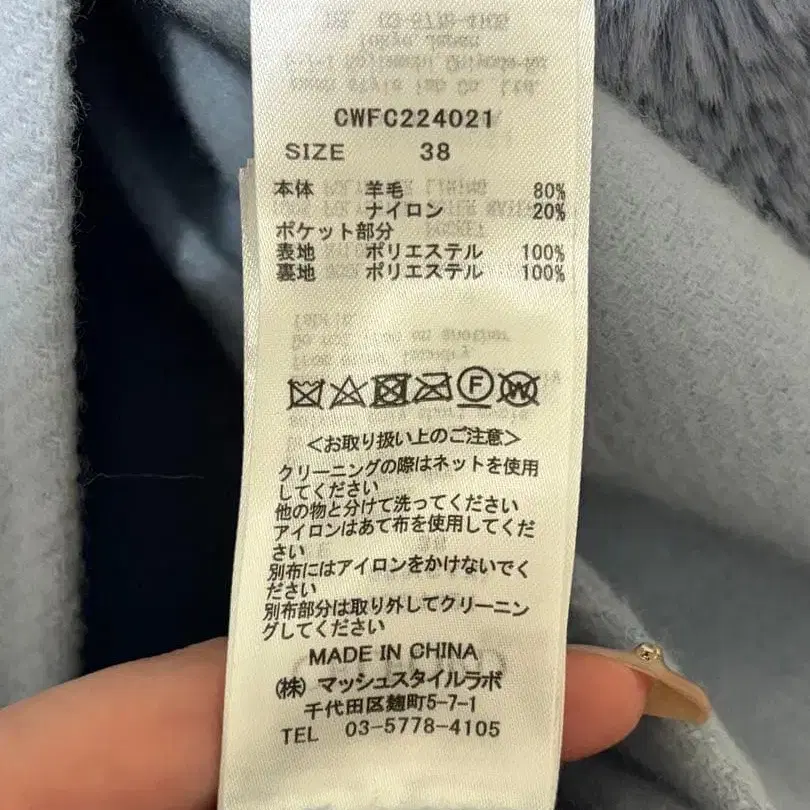 CWFC224021
SIZE 38
本体 羊毛 80%
ナイロン 20%
ポケット部分
表地 ポリエステル 100%
裏地 ポリエステル 100%
F W
<お取り扱い上のご注意>
クリーニングの際はネットを使用
してください
他の物と分けて洗ってください
アイロンはあて布を使用してくだ
さい
別布にはアイロンをかけないでく
ださい
別布部分は取り外してクリーニン
グしてください
MADE IN CHINA
(株) マッシュスタイルラボ
千代田区麹町5-7-1
TEL 03-5778-4105